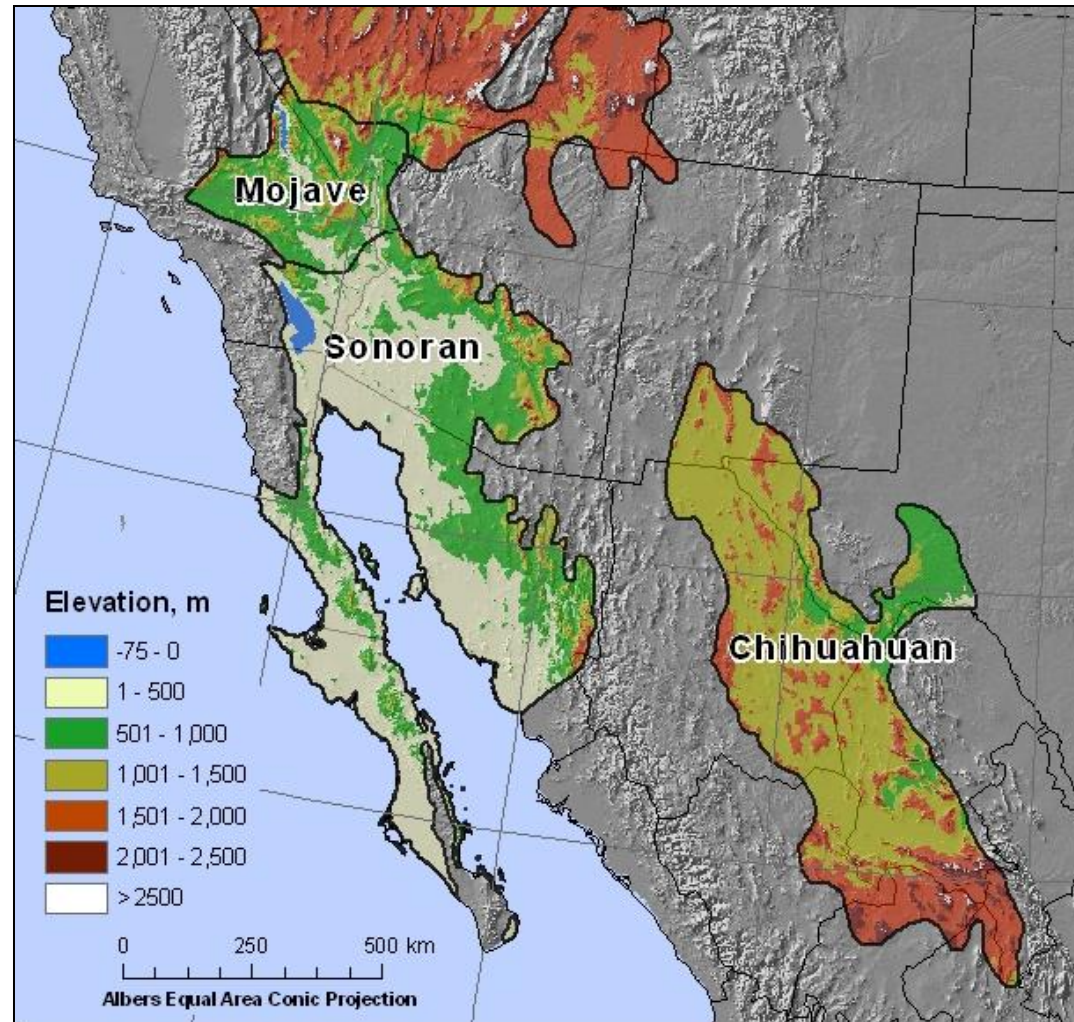 Mojave
Sonoran
Chihuahuan
Elevation, m
-75 - 0
1 - 500
501 - 1,000
1,001 - 1,500
1,501 - 2,000
2,001 - 2,500
> 2500
0 250 500 km
Albers Equal Area Conic Projection